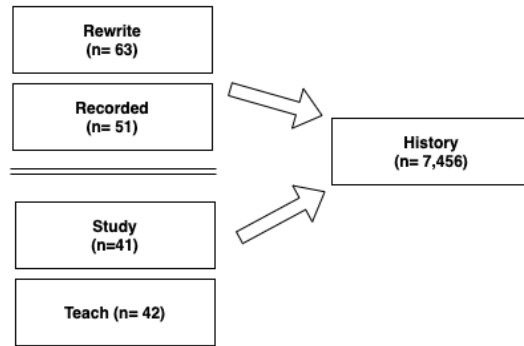 Rewrite
(n= 63)
Recorded
(n= 51)
History
(n= 7,456)
Study
(n=41)
Teach (n= 42)